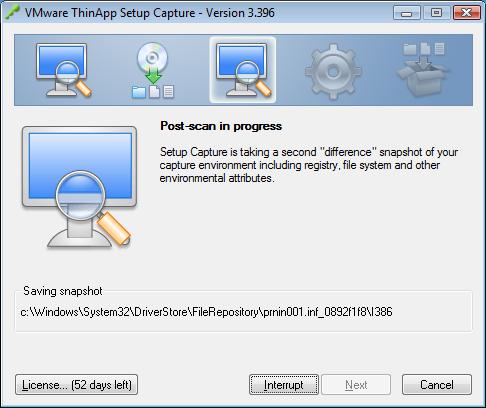 VMware ThinApp Setup Capture - Version 3.396
Post-scan in progress
Setup Capture is taking a second "difference" snapshot of your
capture environment including registry, file system and other
environmental attributes.
Saving snapshot
c:\Windows\System32\DriverStore\FileRepository\prnin001.inf_0892f1f8\I386
License... (52 days left)
Interrupt
Next
Cancel